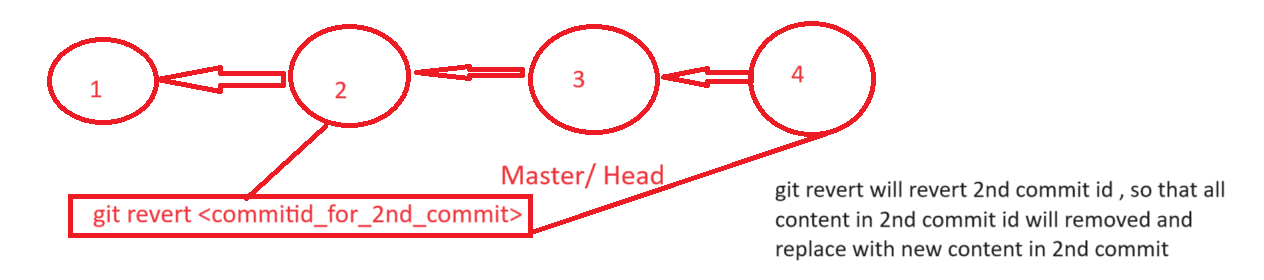 1
2
3
4
Master/ Head
git revert <commitid_for_2nd_commit>
git revert will revert 2nd commit id , so that all
content in 2nd commit id will removed and
replace with new content in 2nd commit